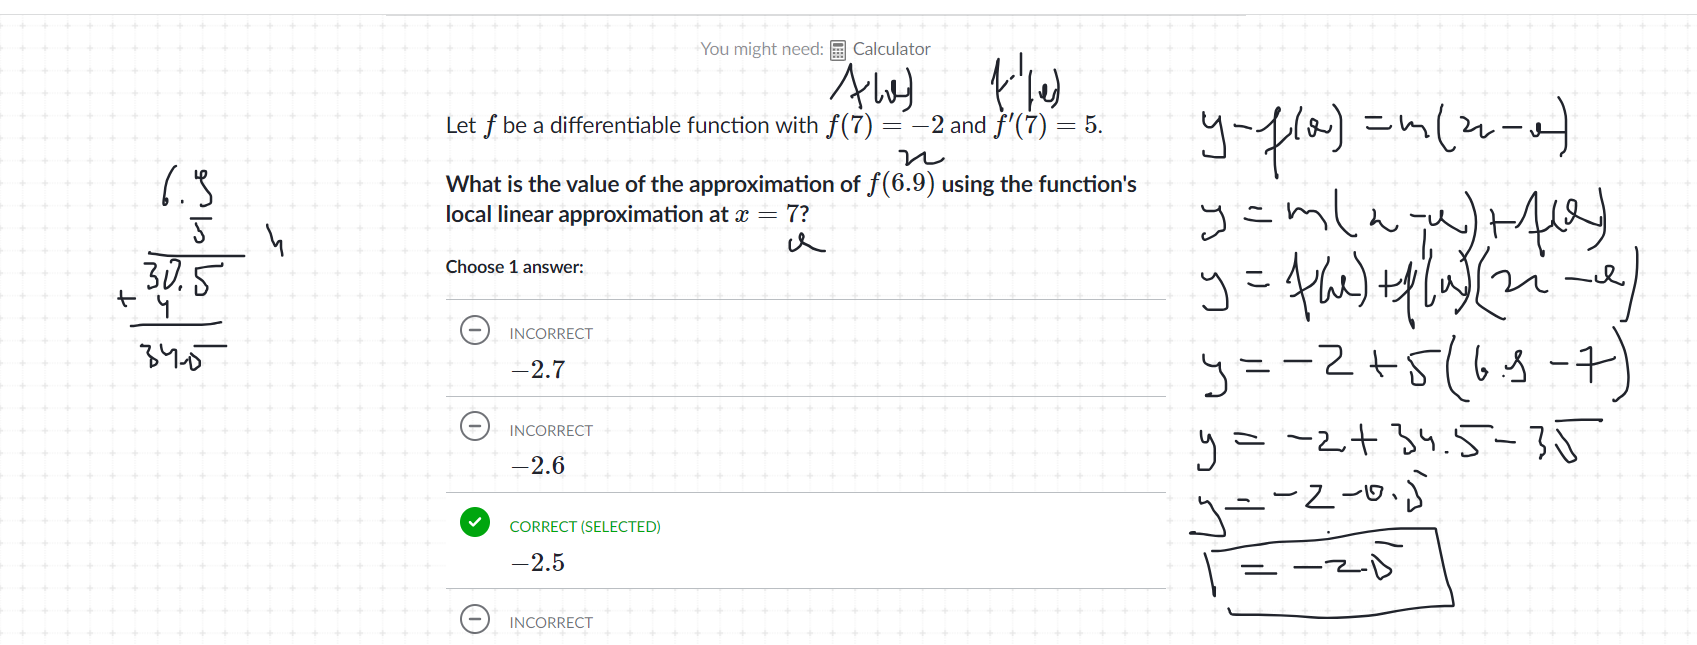 You might need: Calculator
f(a) f'(a)
Let f be a differentiable function with f(7) = −2 and f′(7) = 5.
x
What is the value of the approximation of f(6.9) using the function's
local linear approximation at x = 7?
a
Choose 1 answer:
INCORRECT
−2.7
INCORRECT
−2.6
CORRECT (SELECTED)
−2.5
INCORRECT
6.9
5
4
30.5
+ 4
34.5
y - f(a) = m(x - a)
y = m(x - a) + f(a)
y = f(a) + f'(a)(x - a)
y = -2 + 5(6.9 - 7)
y = -2 + 34.5 - 35
y = -2 - 0.5
= -2.5